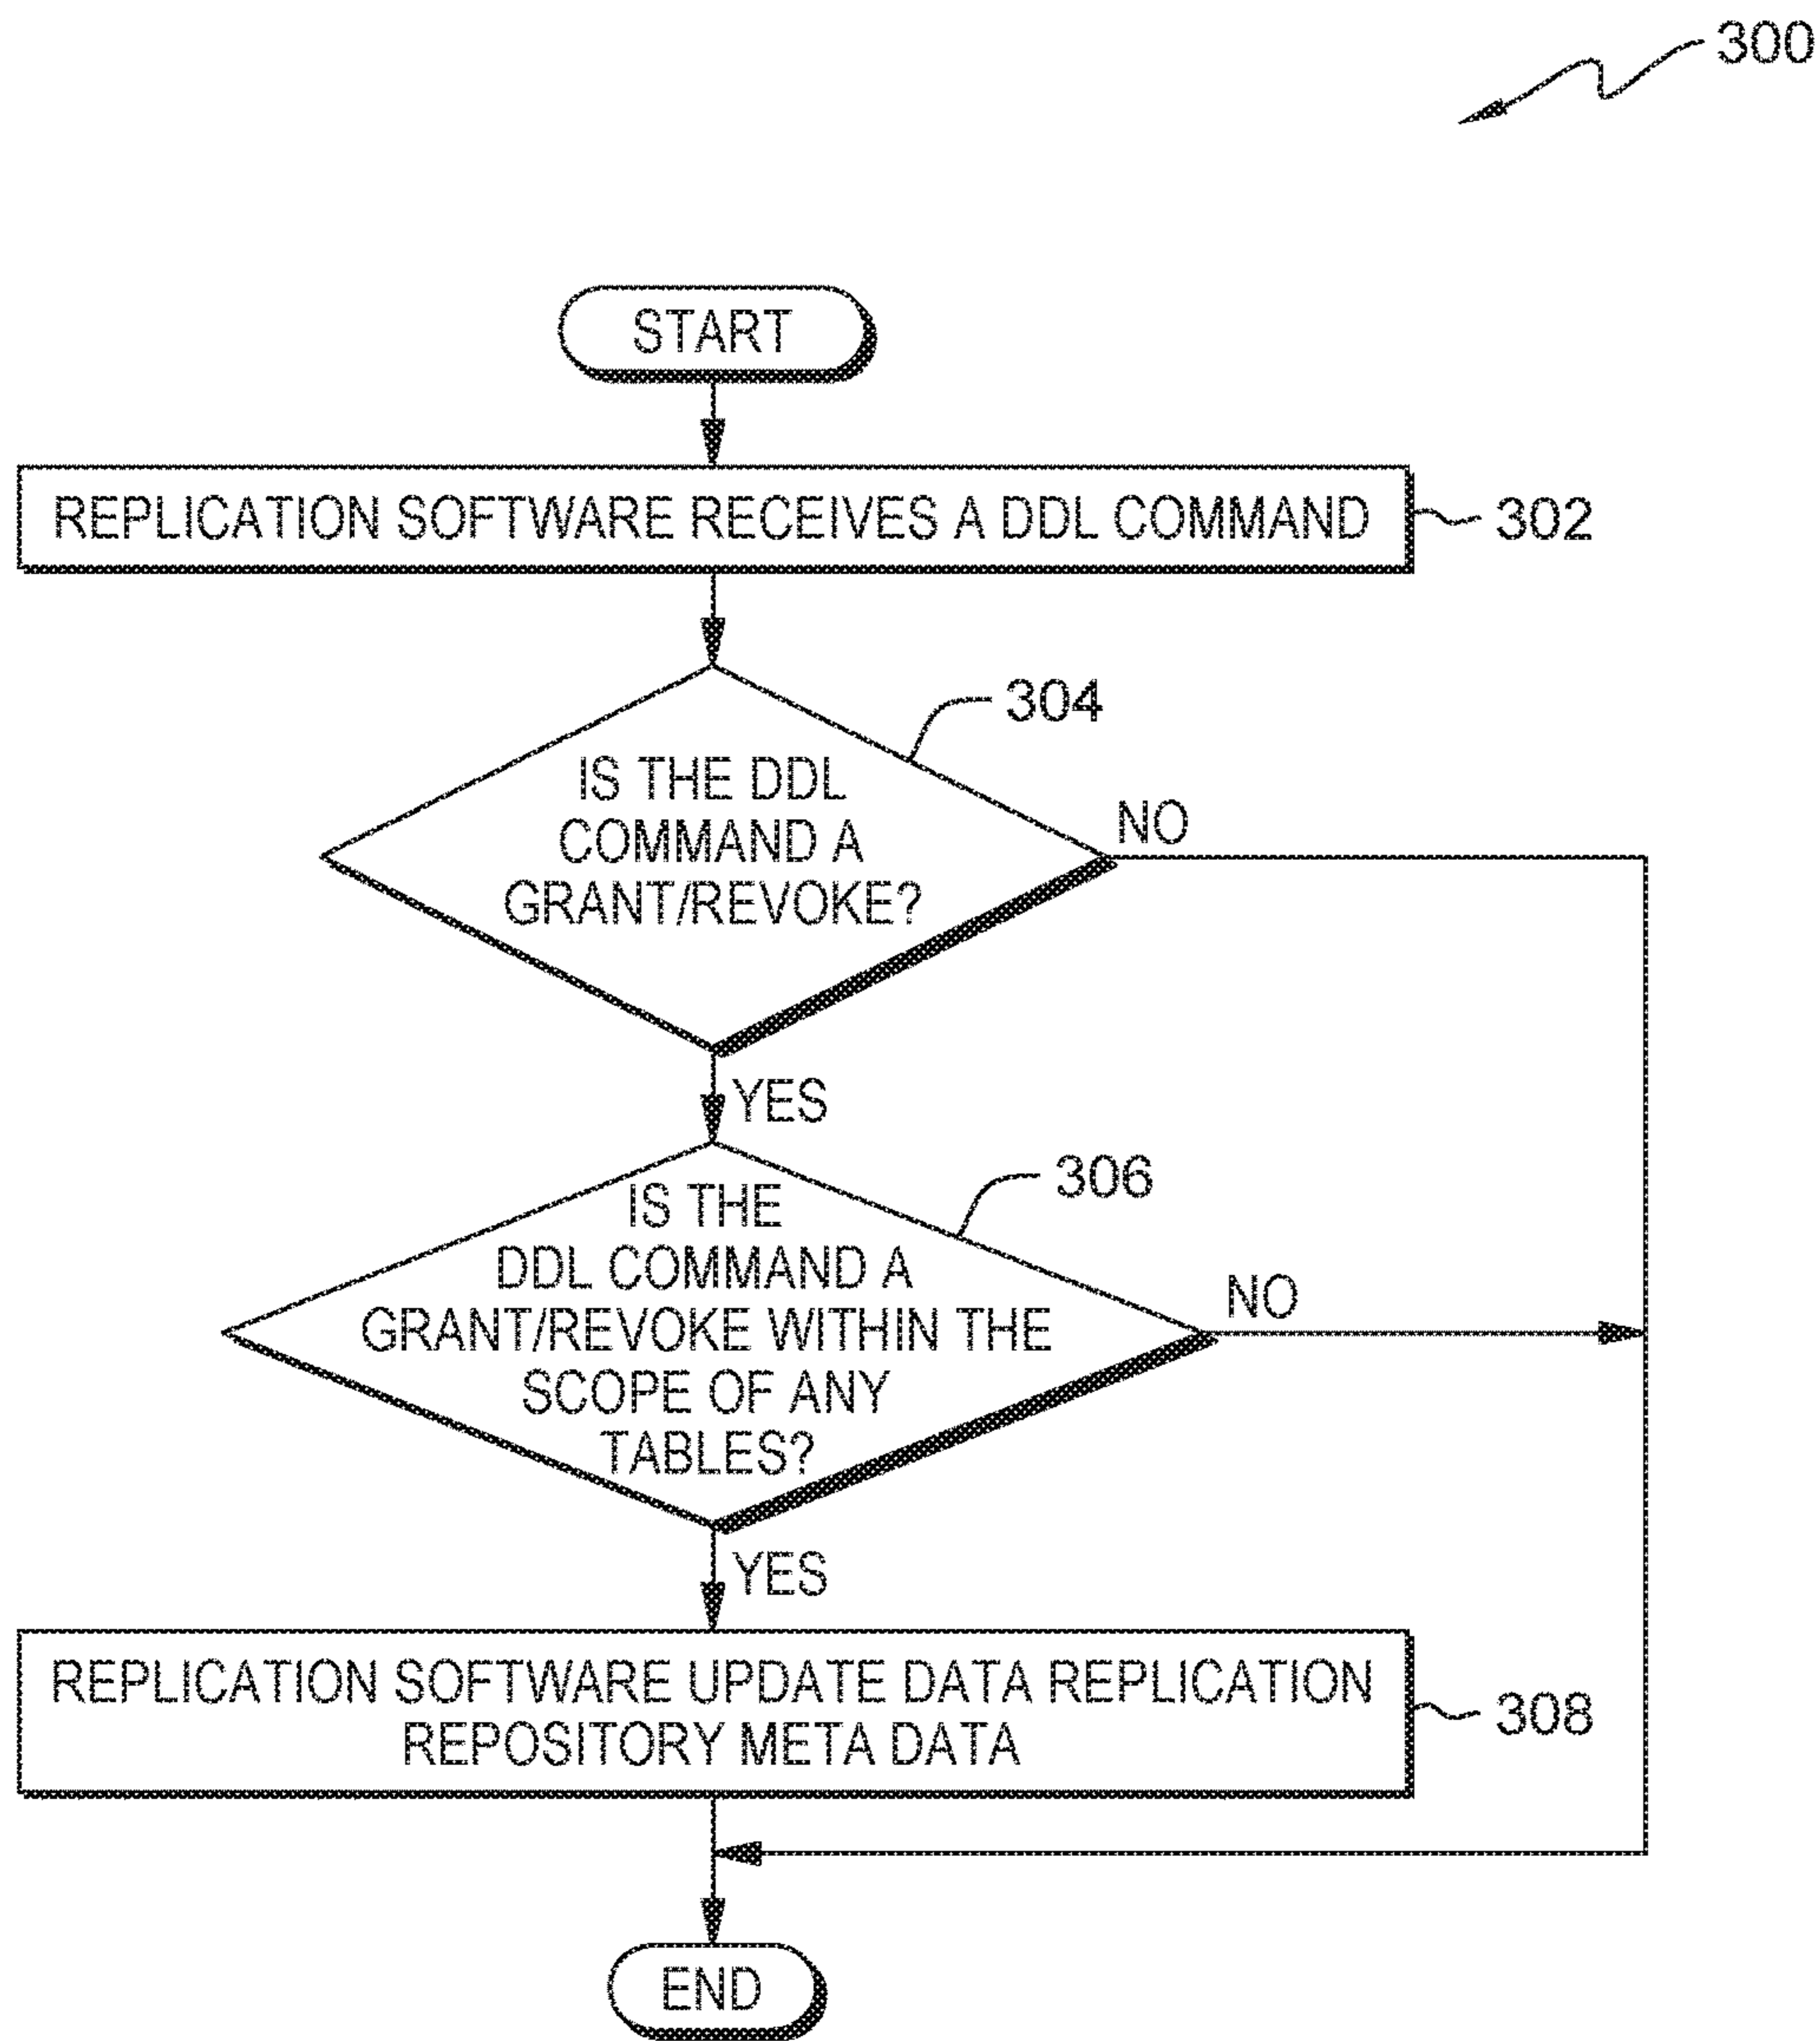 300
START
REPLICATION SOFTWARE RECEIVES A DDL COMMAND
302
304
IS THE DDL
COMMAND A
GRANT/REVOKE?
NO
YES
306
IS THE
DDL COMMAND A
GRANT/REVOKE WITHIN THE
SCOPE OF ANY
TABLES?
NO
YES
REPLICATION SOFTWARE UPDATE DATA REPLICATION
REPOSITORY META DATA
308
END